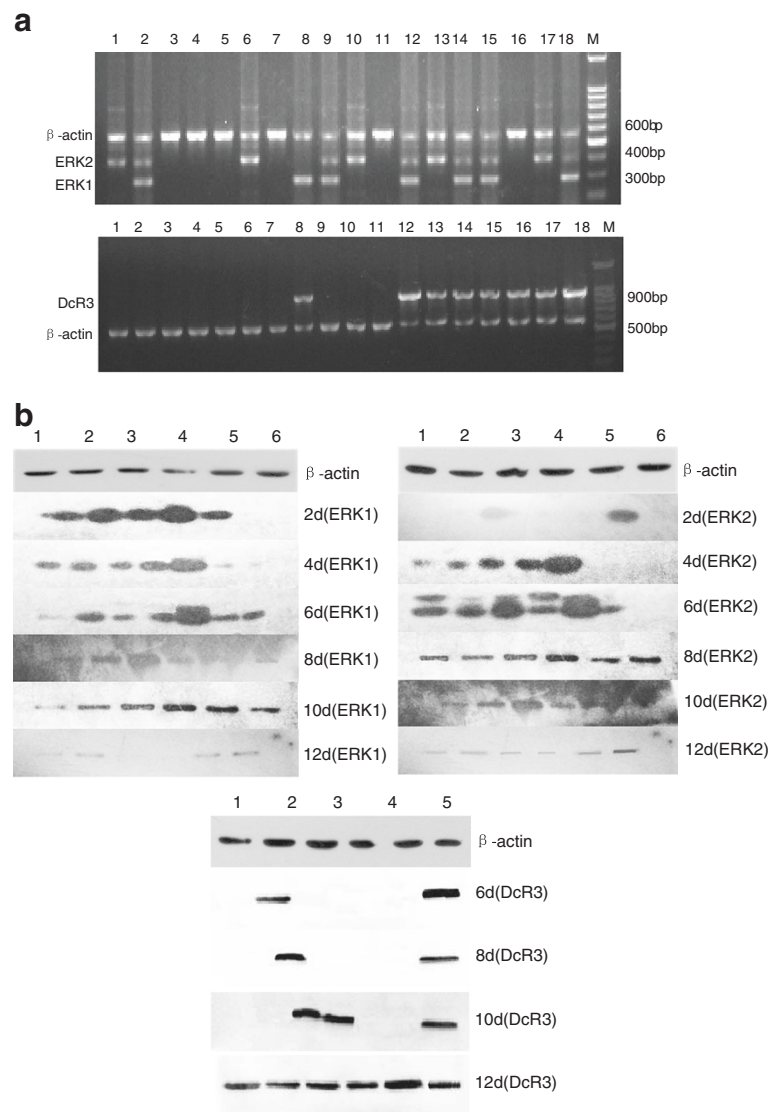 a
1 2 3 4 5 6 7 8 9 10 11 12 13 14 15 16 17 18 M
β-actin
ERK2
ERK1
600bp
400bp
300bp
1 2 3 4 5 6 7 8 9 10 11 12 13 14 15 16 17 18 M
DcR3
β-actin
900bp
500bp
b
1 2 3 4 5 6
β-actin
2d(ERK1)
4d(ERK1)
6d(ERK1)
8d(ERK1)
10d(ERK1)
12d(ERK1)
1 2 3 4 5 6
β-actin
2d(ERK2)
4d(ERK2)
6d(ERK2)
8d(ERK2)
10d(ERK2)
12d(ERK2)
1 2 3 4 5
β-actin
6d(DcR3)
8d(DcR3)
10d(DcR3)
12d(DcR3)